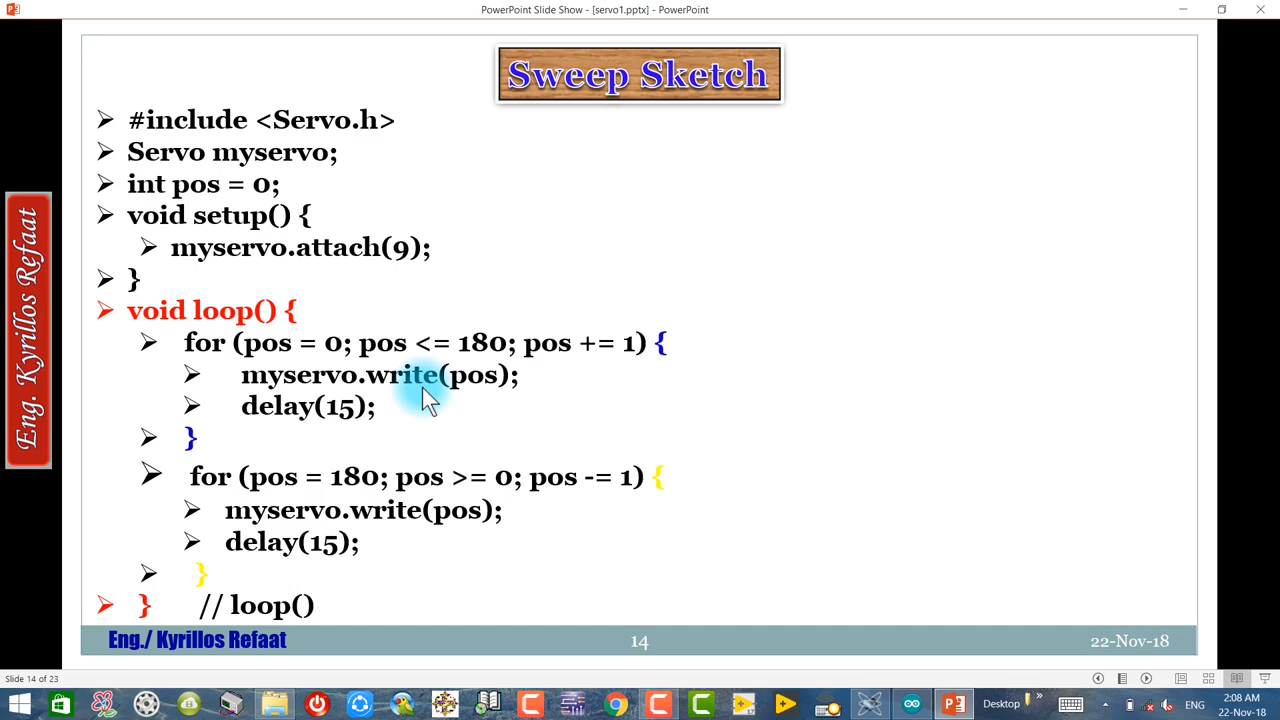 PowerPoint Slide Show - [servo1.pptx] - PowerPoint
Sweep Sketch
#include <Servo.h>
Servo myservo;
int pos = 0;
void setup() {
myservo.attach(9);
}
void loop() {
for (pos = 0; pos <= 180; pos += 1) {
myservo.write(pos);
delay(15);
}
for (pos = 180; pos >= 0; pos -= 1) {
myservo.write(pos);
delay(15);
}
} // loop()
Eng. Kyrillos Refaat
Eng./ Kyrillos Refaat
14
22-Nov-18
Slide 14 of 23
Desktop
ENG
2:08 AM
22-Nov-18